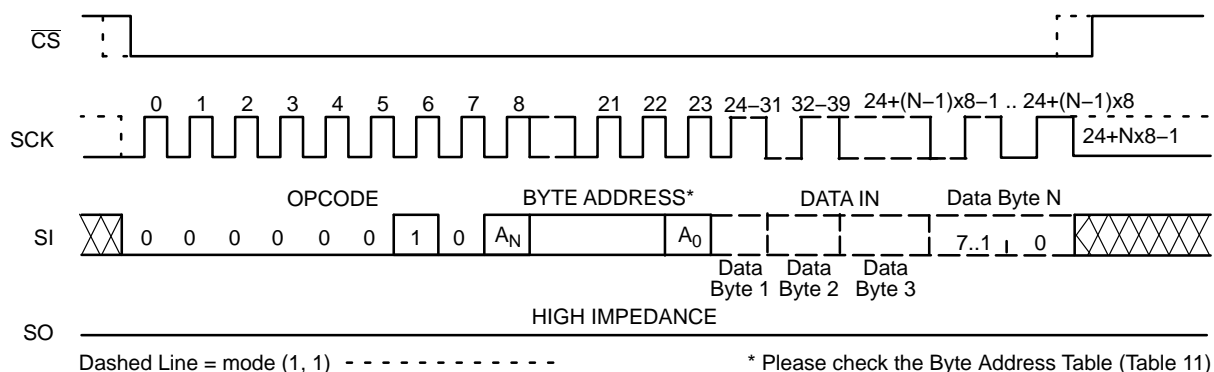 CS
0 1 2 3 4 5 6 7 8 21 22 23 24–31 32–39 24+(N–1)x8–1 .. 24+(N–1)x8
SCK
24+Nx8–1
OPCODE BYTE ADDRESS* DATA IN Data Byte N
SI
0 0 0 0 0 0 1 0 AN A0 7..1 0
Data Byte 1 Data Byte 2 Data Byte 3
HIGH IMPEDANCE
SO
Dashed Line = mode (1, 1) * Please check the Byte Address Table (Table 11)